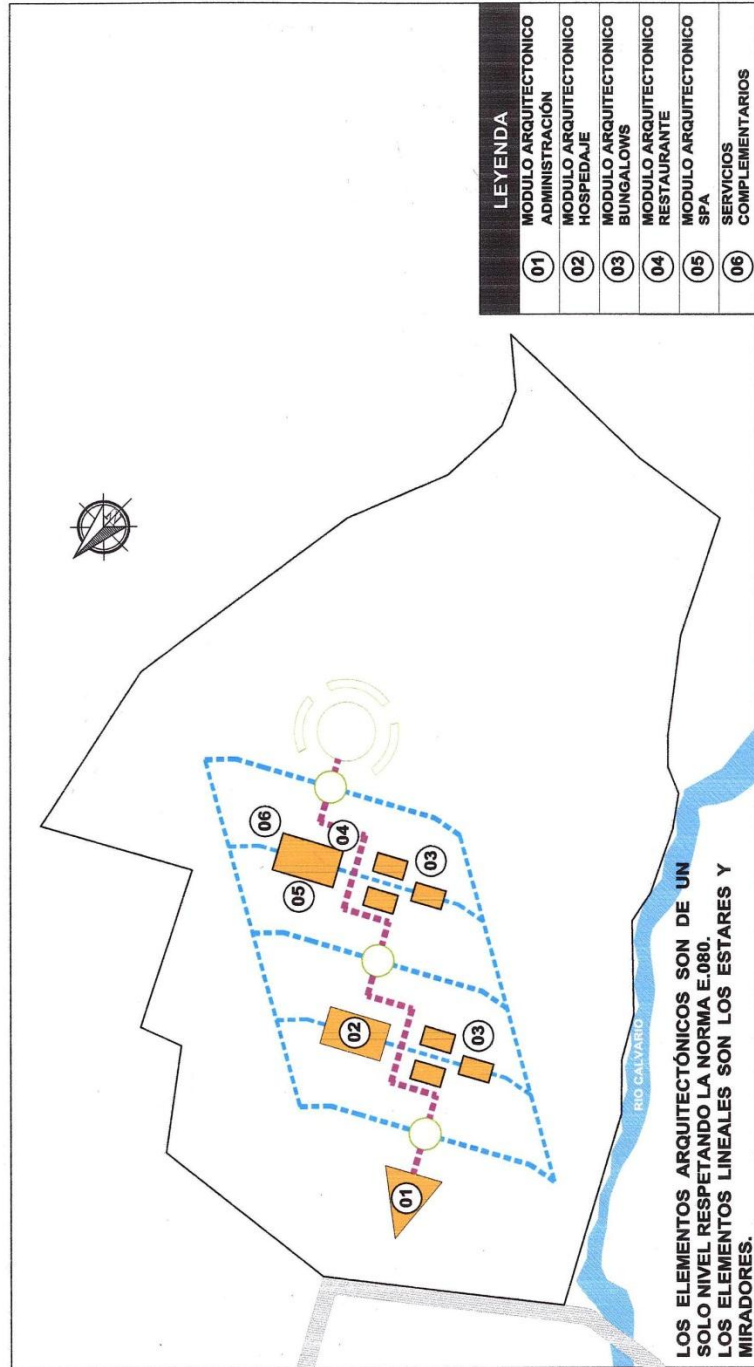 LEYENDA
01 MODULO ARQUITECTONICO
ADMINISTRACIÓN
02 MODULO ARQUITECTONICO
HOSPEDAJE
03 MODULO ARQUITECTONICO
BUNGALOWS
04 MODULO ARQUITECTONICO
RESTAURANTE
05 MODULO ARQUITECTONICO
SPA
06 SERVICIOS
COMPLEMENTARIOS
06
05
04
03
02
03
01
RIO CALVARIO
LOS ELEMENTOS ARQUITECTÓNICOS SON DE UN
SOLO NIVEL RESPETANDO LA NORMA E.080.
LOS ELEMENTOS LINEALES SON LOS ESTARES Y
MIRADORES.